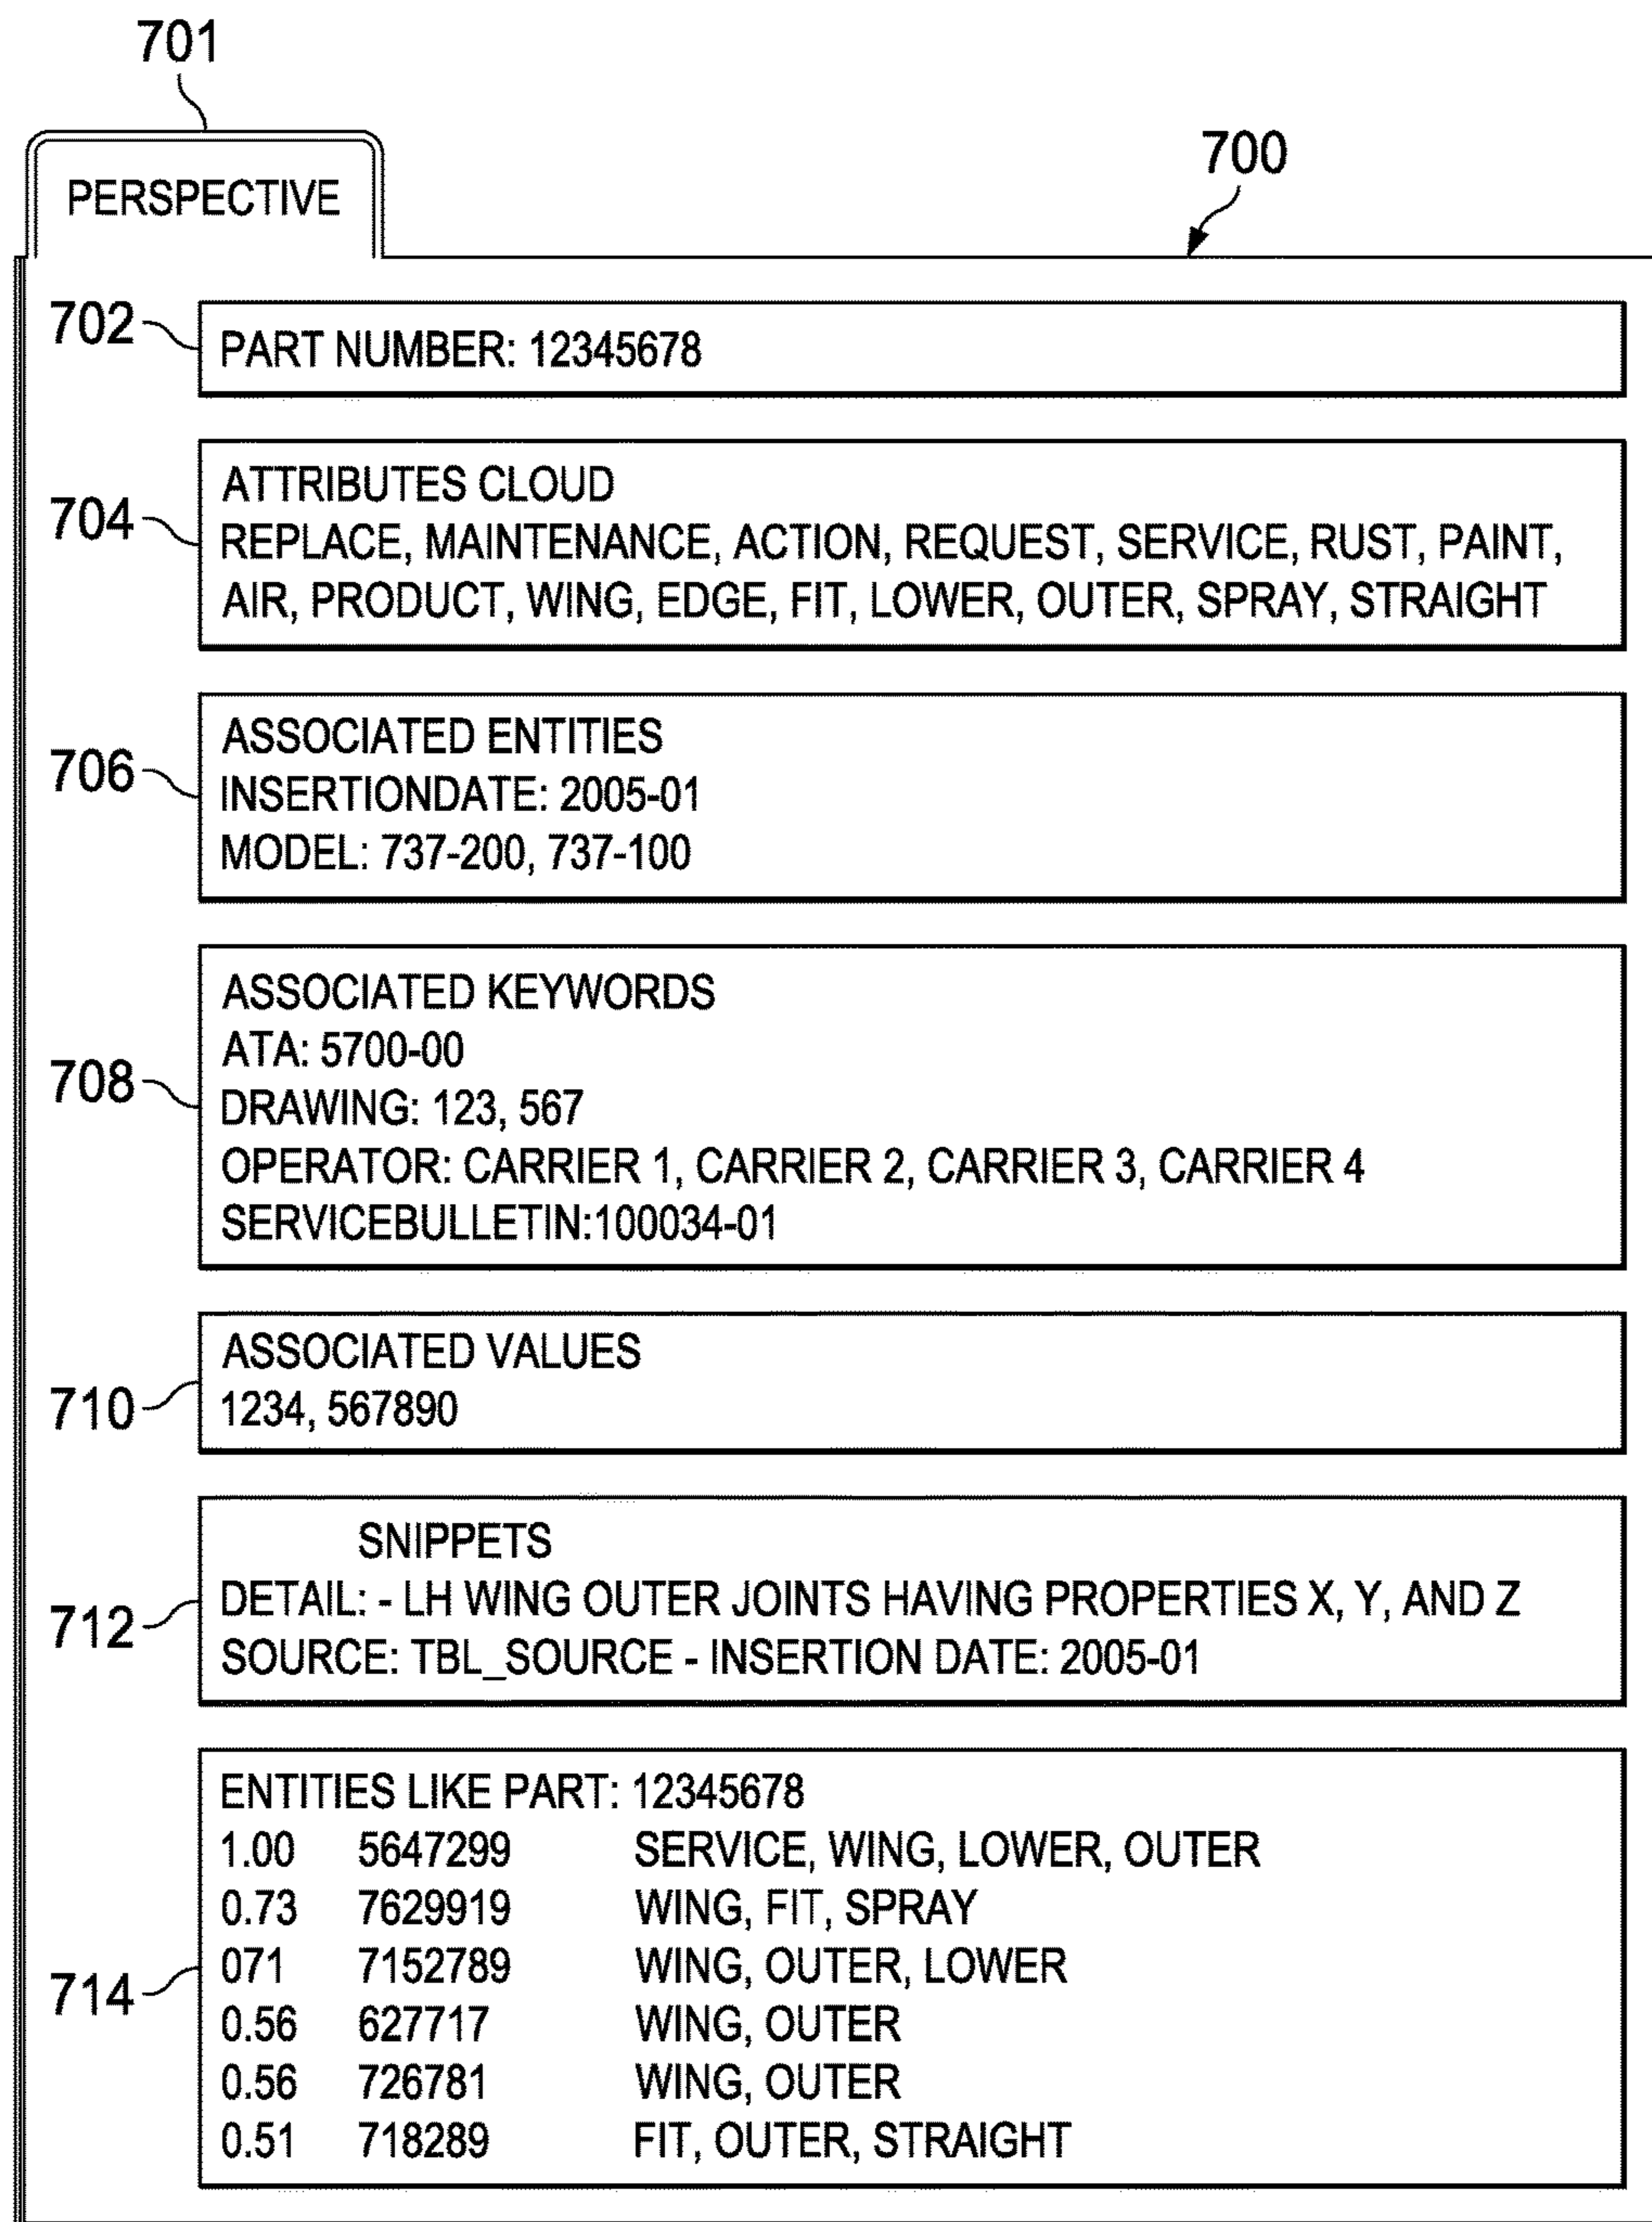 701
PERSPECTIVE
700
702
PART NUMBER: 12345678
704
ATTRIBUTES CLOUD
REPLACE, MAINTENANCE, ACTION, REQUEST, SERVICE, RUST, PAINT,
AIR, PRODUCT, WING, EDGE, FIT, LOWER, OUTER, SPRAY, STRAIGHT
706
ASSOCIATED ENTITIES
INSERTIONDATE: 2005-01
MODEL: 737-200, 737-100
708
ASSOCIATED KEYWORDS
ATA: 5700-00
DRAWING: 123, 567
OPERATOR: CARRIER 1, CARRIER 2, CARRIER 3, CARRIER 4
SERVICEBULLETIN:100034-01
710
ASSOCIATED VALUES
1234, 567890
712
SNIPPETS
DETAIL: - LH WING OUTER JOINTS HAVING PROPERTIES X, Y, AND Z
SOURCE: TBL_SOURCE - INSERTION DATE: 2005-01
714
ENTITIES LIKE PART: 12345678
1.00 5647299 SERVICE, WING, LOWER, OUTER
0.73 7629919 WING, FIT, SPRAY
071 7152789 WING, OUTER, LOWER
0.56 627717 WING, OUTER
0.56 726781 WING, OUTER
0.51 718289 FIT, OUTER, STRAIGHT